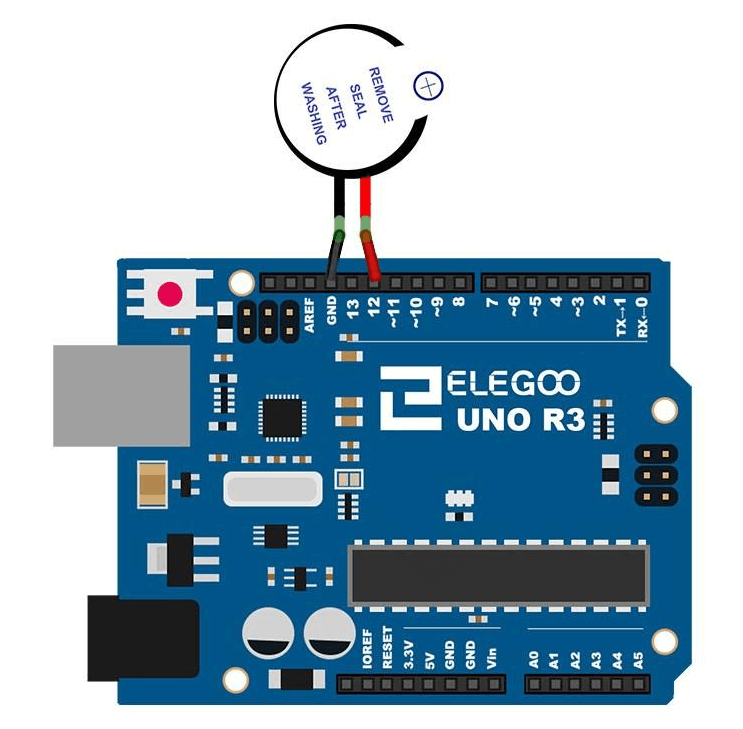 REMOVE
SEAL
AFTER
WASHING
AREF
GND
13
12
~11
~10
~9
8
7
~6
~5
4
~3
2
TX→1
RX←0
ELEGOO
UNO R3
IOREF
RESET
3.3V
5V
GND
GND
Vin
A0
A1
A2
A3
A4
A5